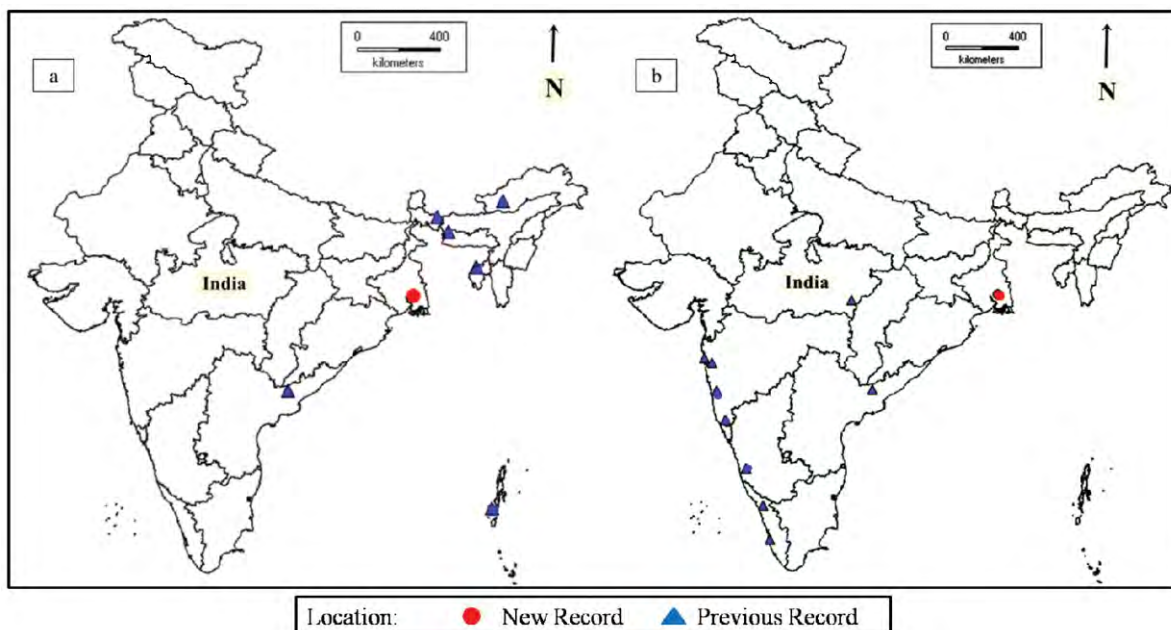 a
0 400
kilometers
N
India
b
0 400
kilometers
N
India
Location: New Record Previous Record